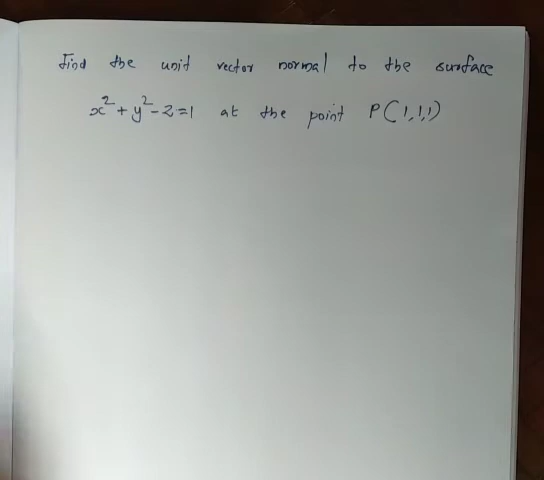 Find the unit vector normal to the surface
x²+y²-z=1 at the point P(1,1,1)